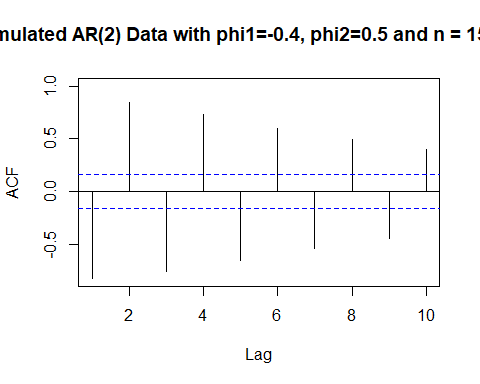 mulated AR(2) Data with phi1=-0.4, phi2=0.5 and n = 15
1.0
0.5
0.0
-0.5
ACF
2 4 6 8 10
Lag